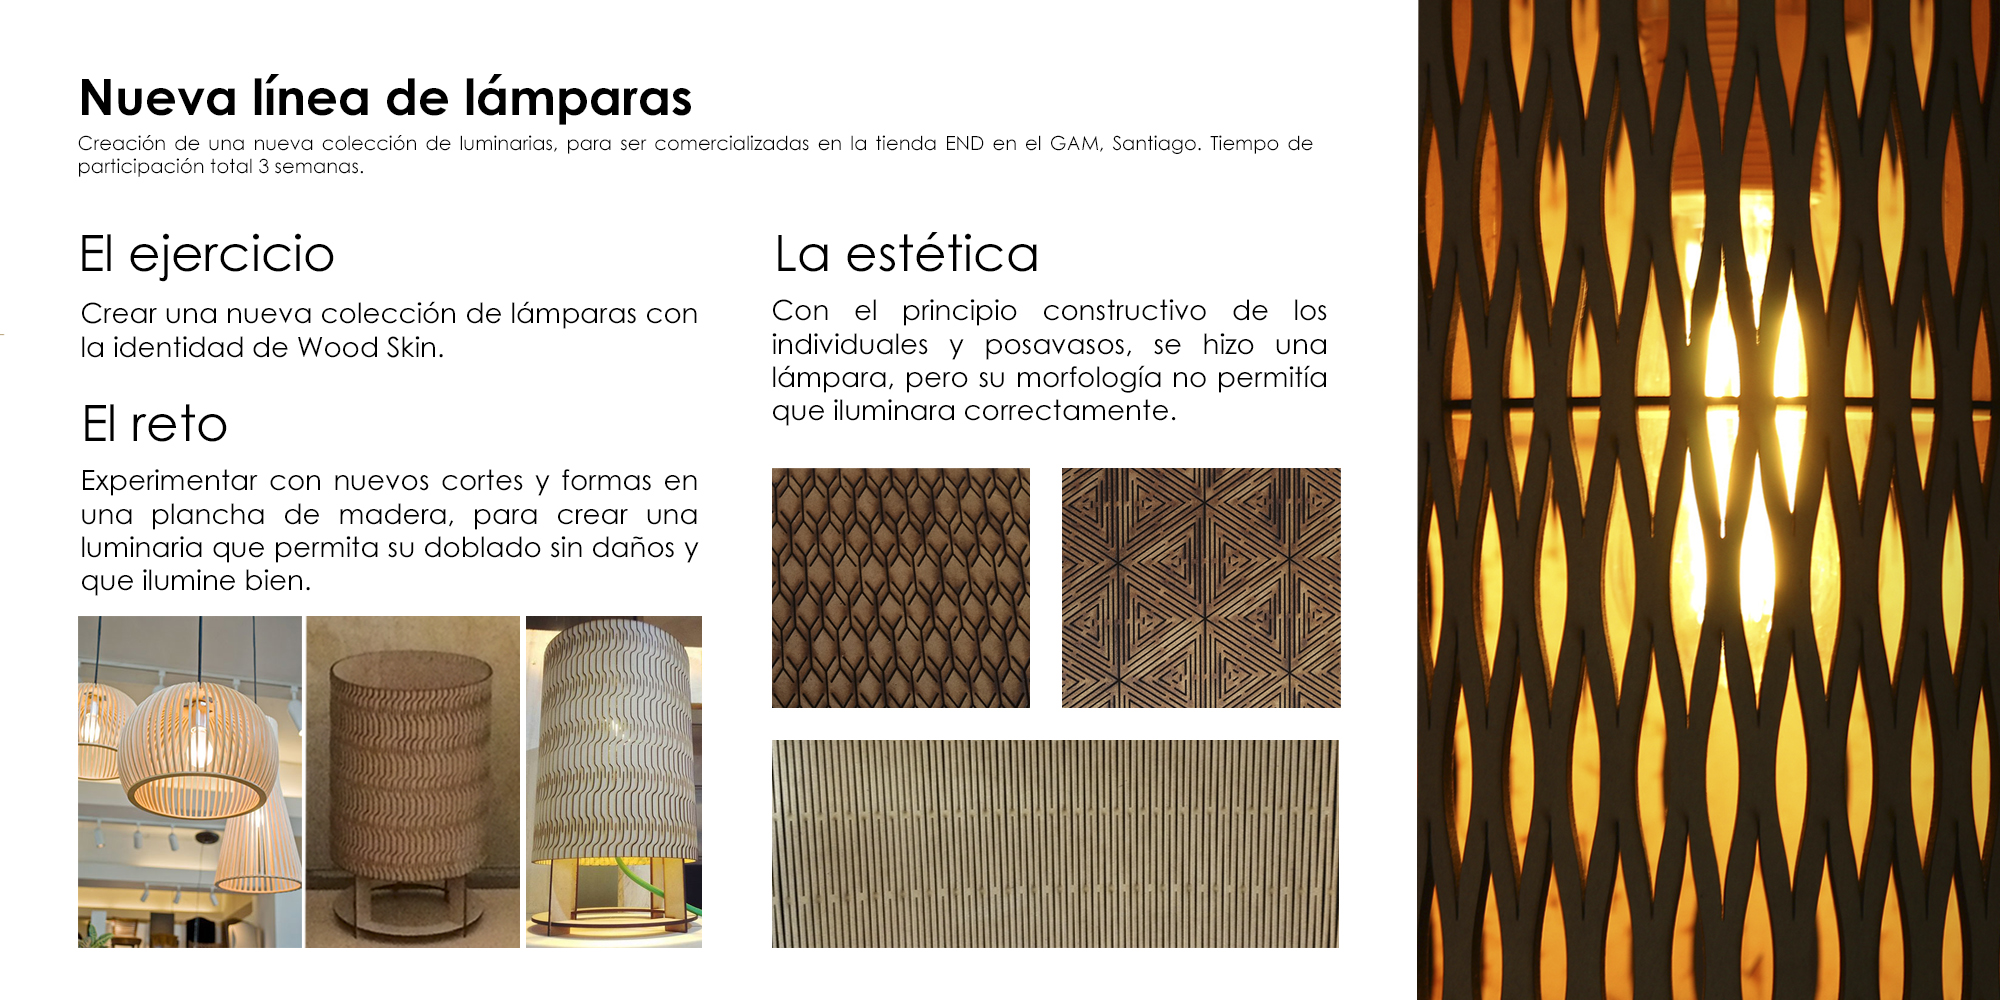 Nueva línea de lámparas
Creación de una nueva colección de luminarias, para ser comercializadas en la tienda END en el GAM, Santiago. Tiempo de
participación total 3 semanas.
El ejercicio
Crear una nueva colección de lámparas con
la identidad de Wood Skin.
El reto
Experimentar con nuevos cortes y formas en
una plancha de madera, para crear una
luminaria que permita su doblado sin daños y
que ilumine bien.
La estética
Con el principio constructivo de los
individuales y posavasos, se hizo una
lámpara, pero su morfología no permitía
que iluminara correctamente.